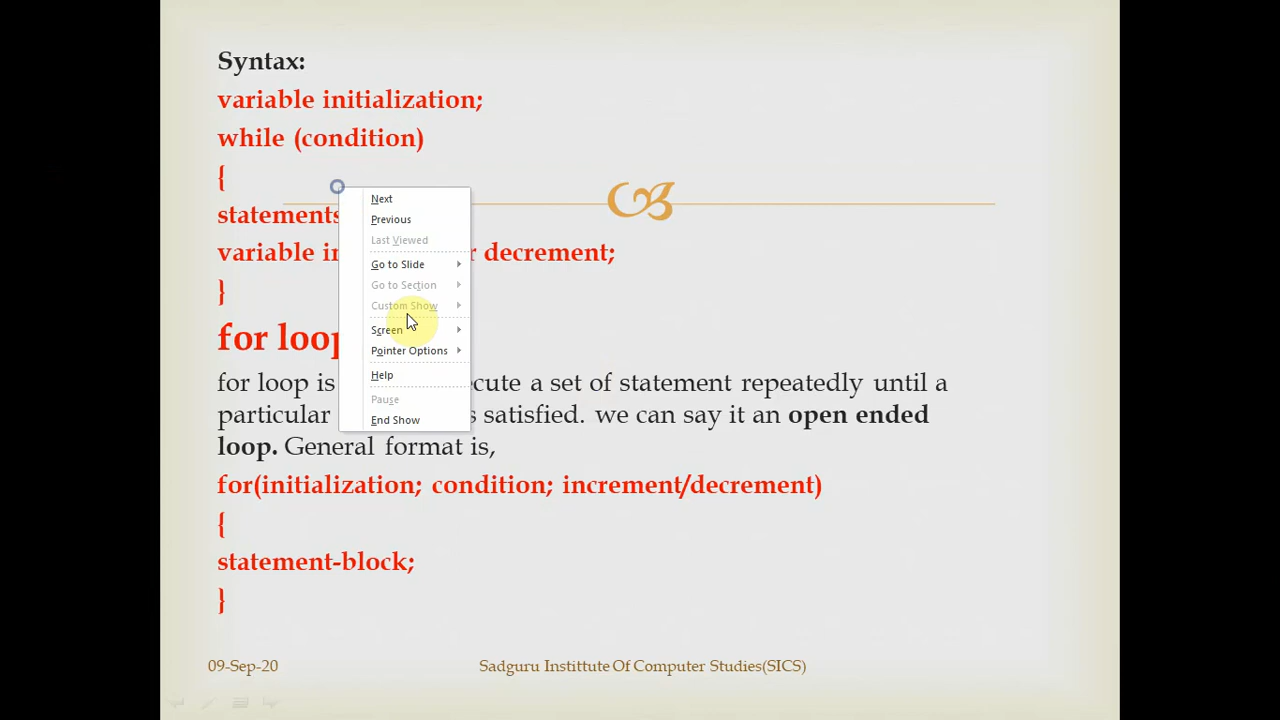 Syntax:
variable initialization;
while (condition)
{
statements
variable in r decrement;
}
for loop
for loop is ecute a set of statement repeatedly until a
particular s satisfied. we can say it an open ended
loop. General format is,
for(initialization; condition; increment/decrement)
{
statement-block;
}
Next
Previous
Last Viewed
Go to Slide
Go to Section
Custom Show
Screen
Pointer Options
Help
Pause
End Show
09-Sep-20
Sadguru Instittute Of Computer Studies(SICS)